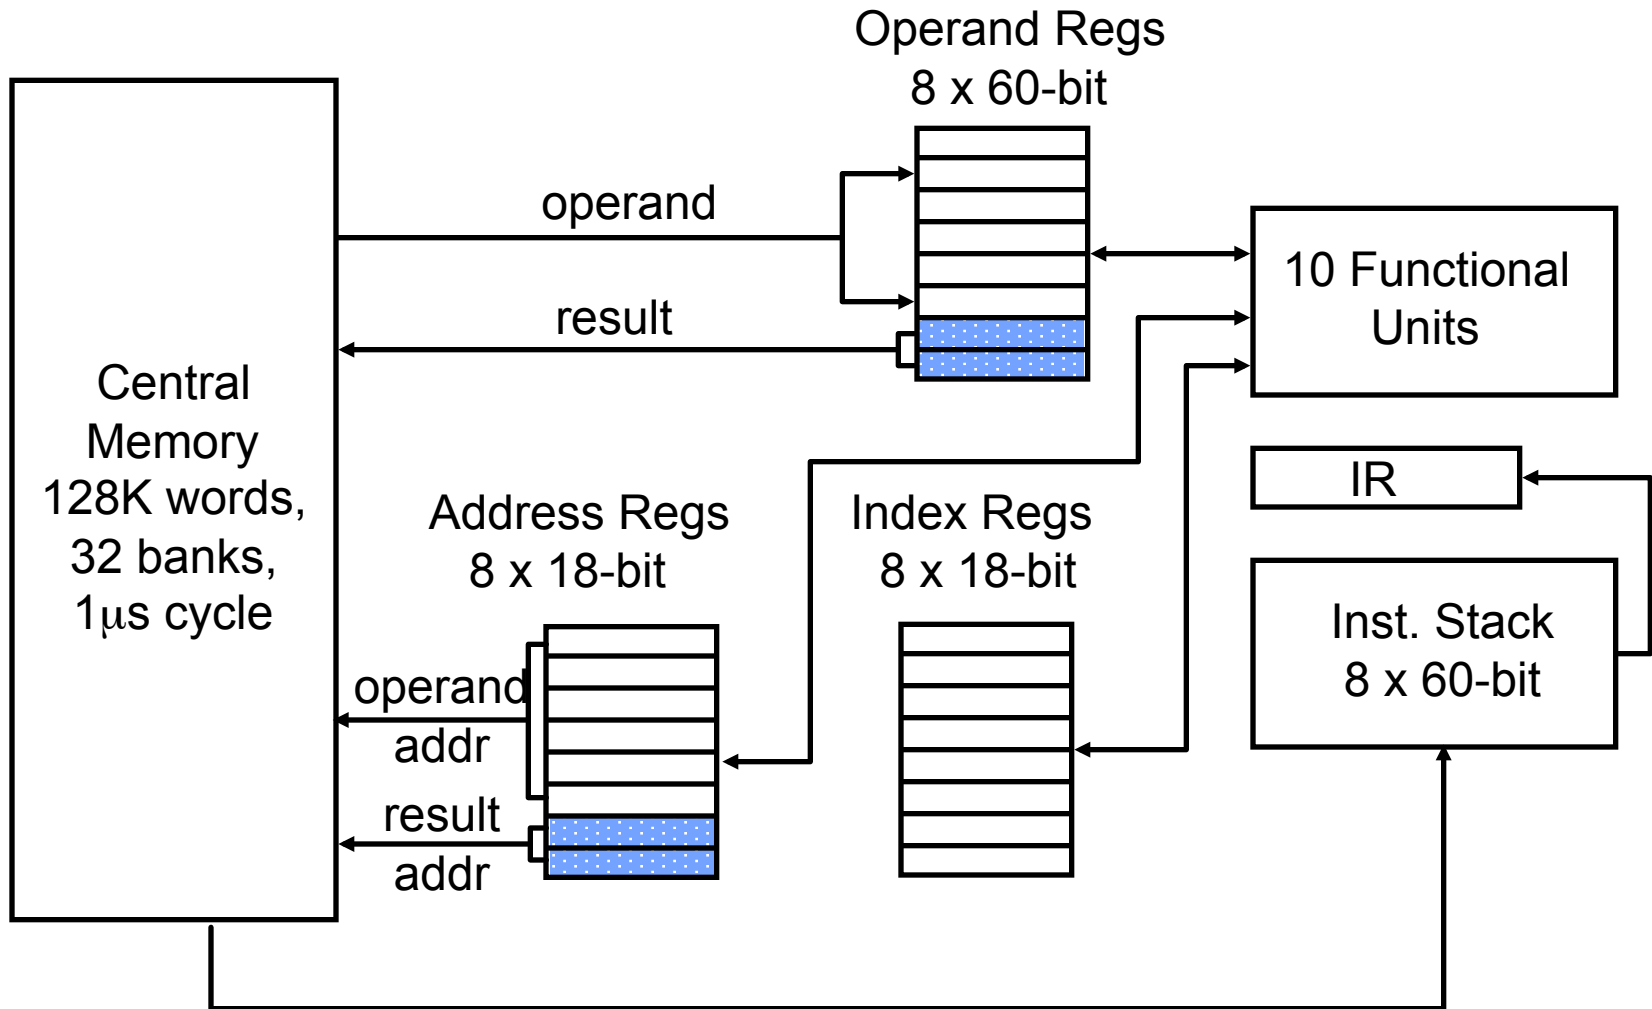 Operand Regs
8 x 60-bit
operand
result
10 Functional
Units
Central
Memory
128K words,
32 banks,
1μs cycle
IR
Address Regs
8 x 18-bit
Index Regs
8 x 18-bit
Inst. Stack
8 x 60-bit
operand
addr
result
addr